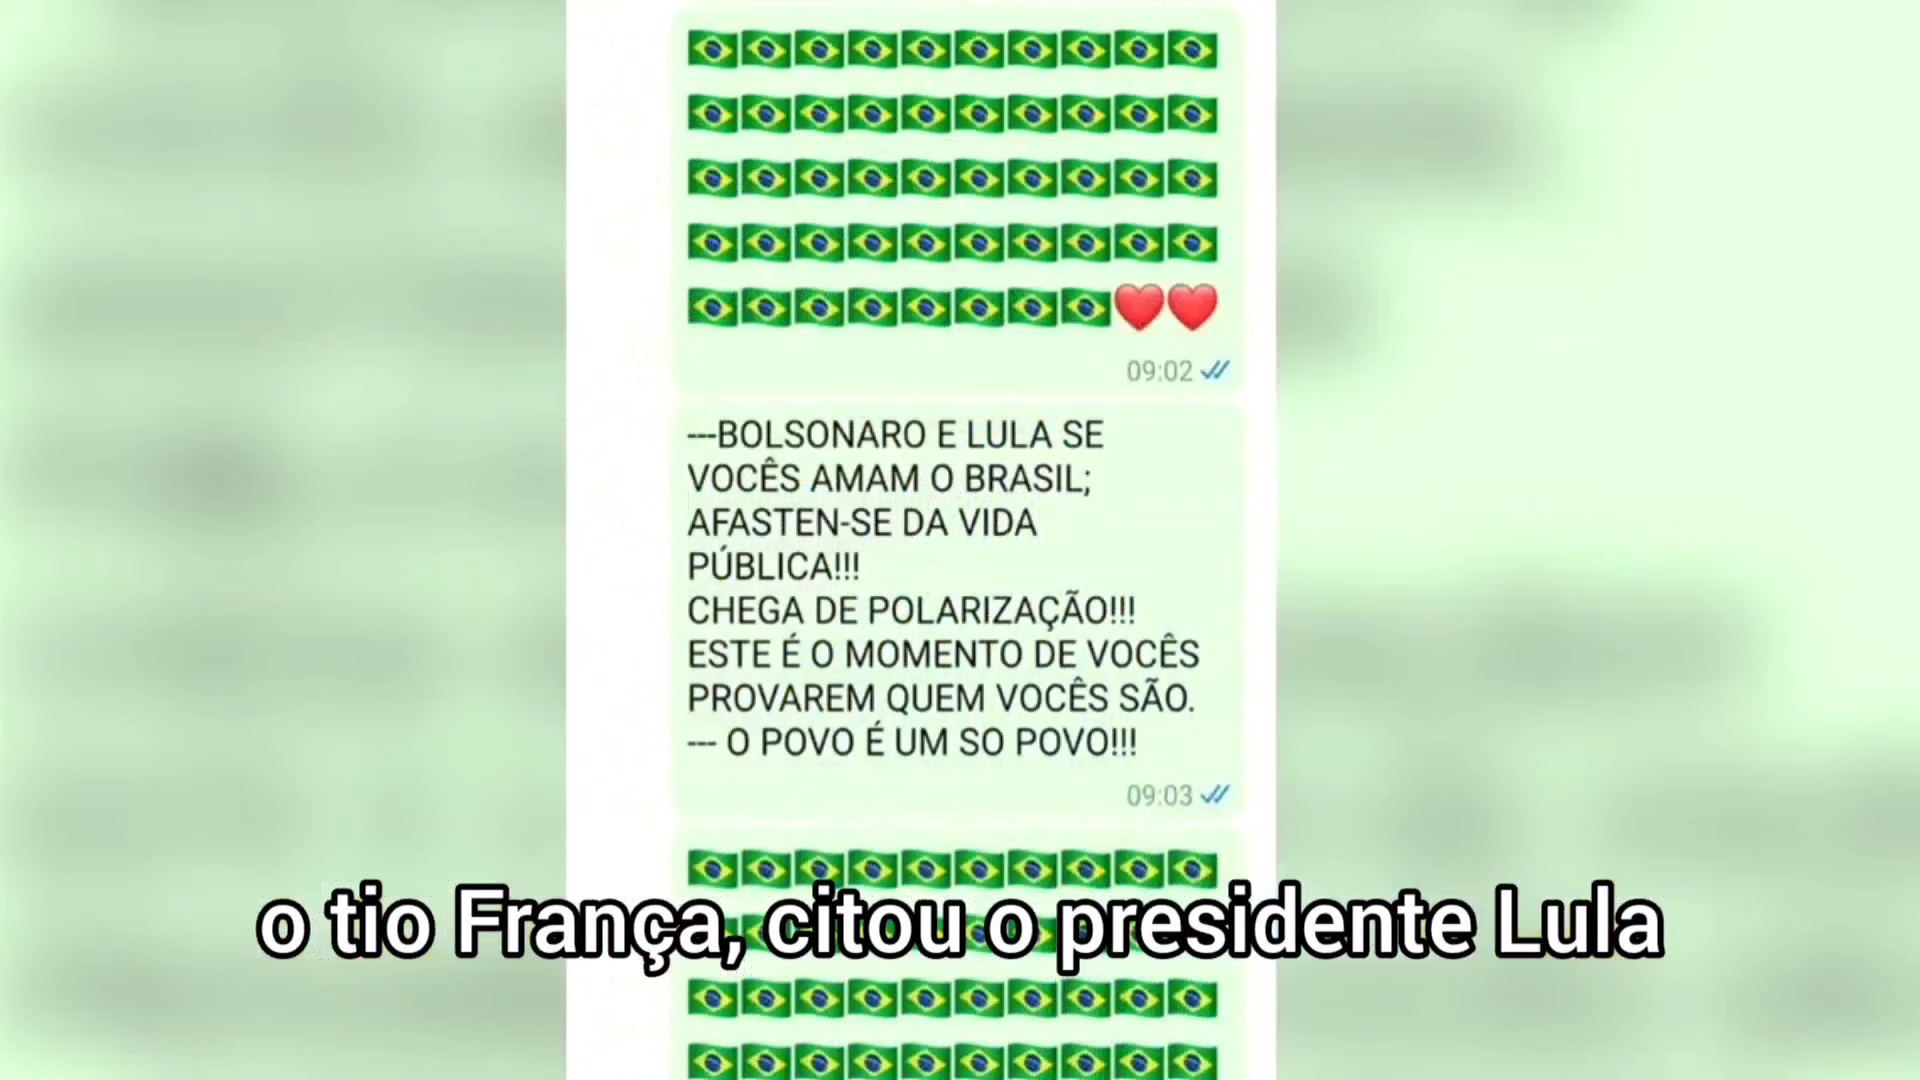 09:02
---BOLSONARO E LULA SE
VOCÊS AMAM O BRASIL;
AFASTEN-SE DA VIDA
PÚBLICA!!!
CHEGA DE POLARIZAÇÃO!!!
ESTE É O MOMENTO DE VOCÊS
PROVAREM QUEM VOCÊS SÃO.
--- O POVO É UM SO POVO!!!
09:03
o tio França, citou o presidente Lula